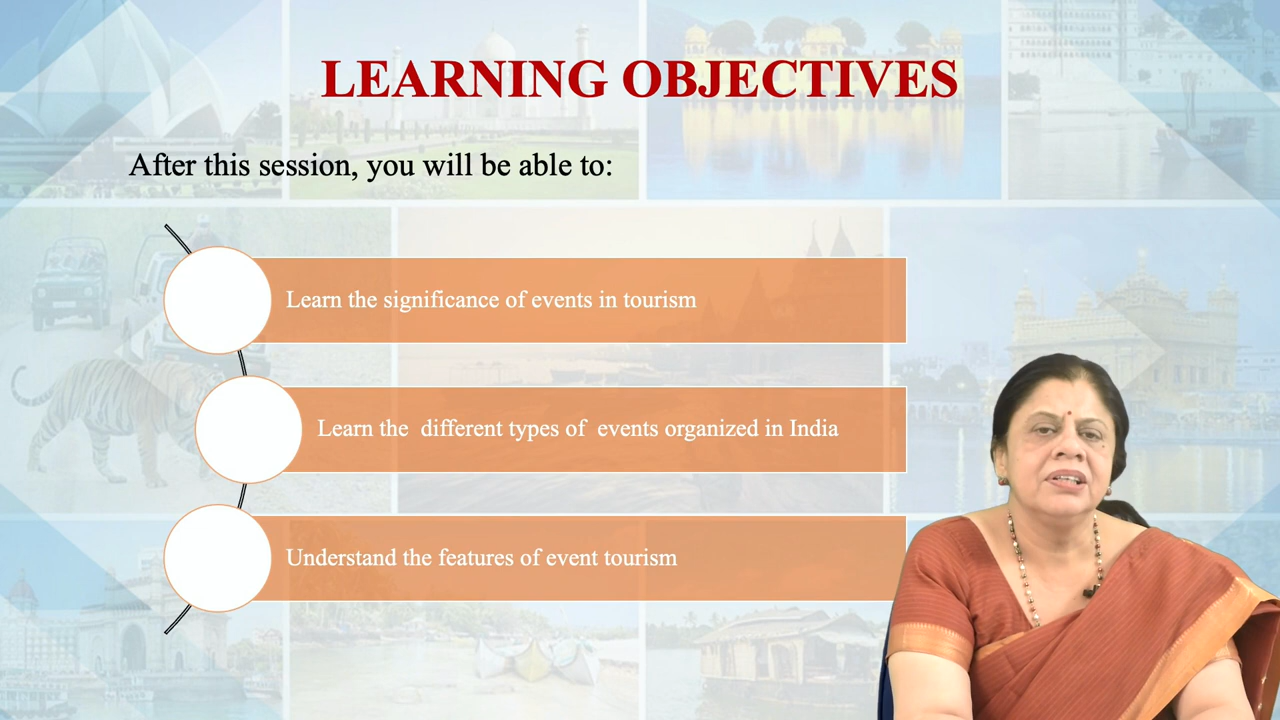 LEARNING OBJECTIVES
After this session, you will be able to:
Learn the significance of events in tourism
Learn the  different types of  events organized in India
Understand the features of event tourism